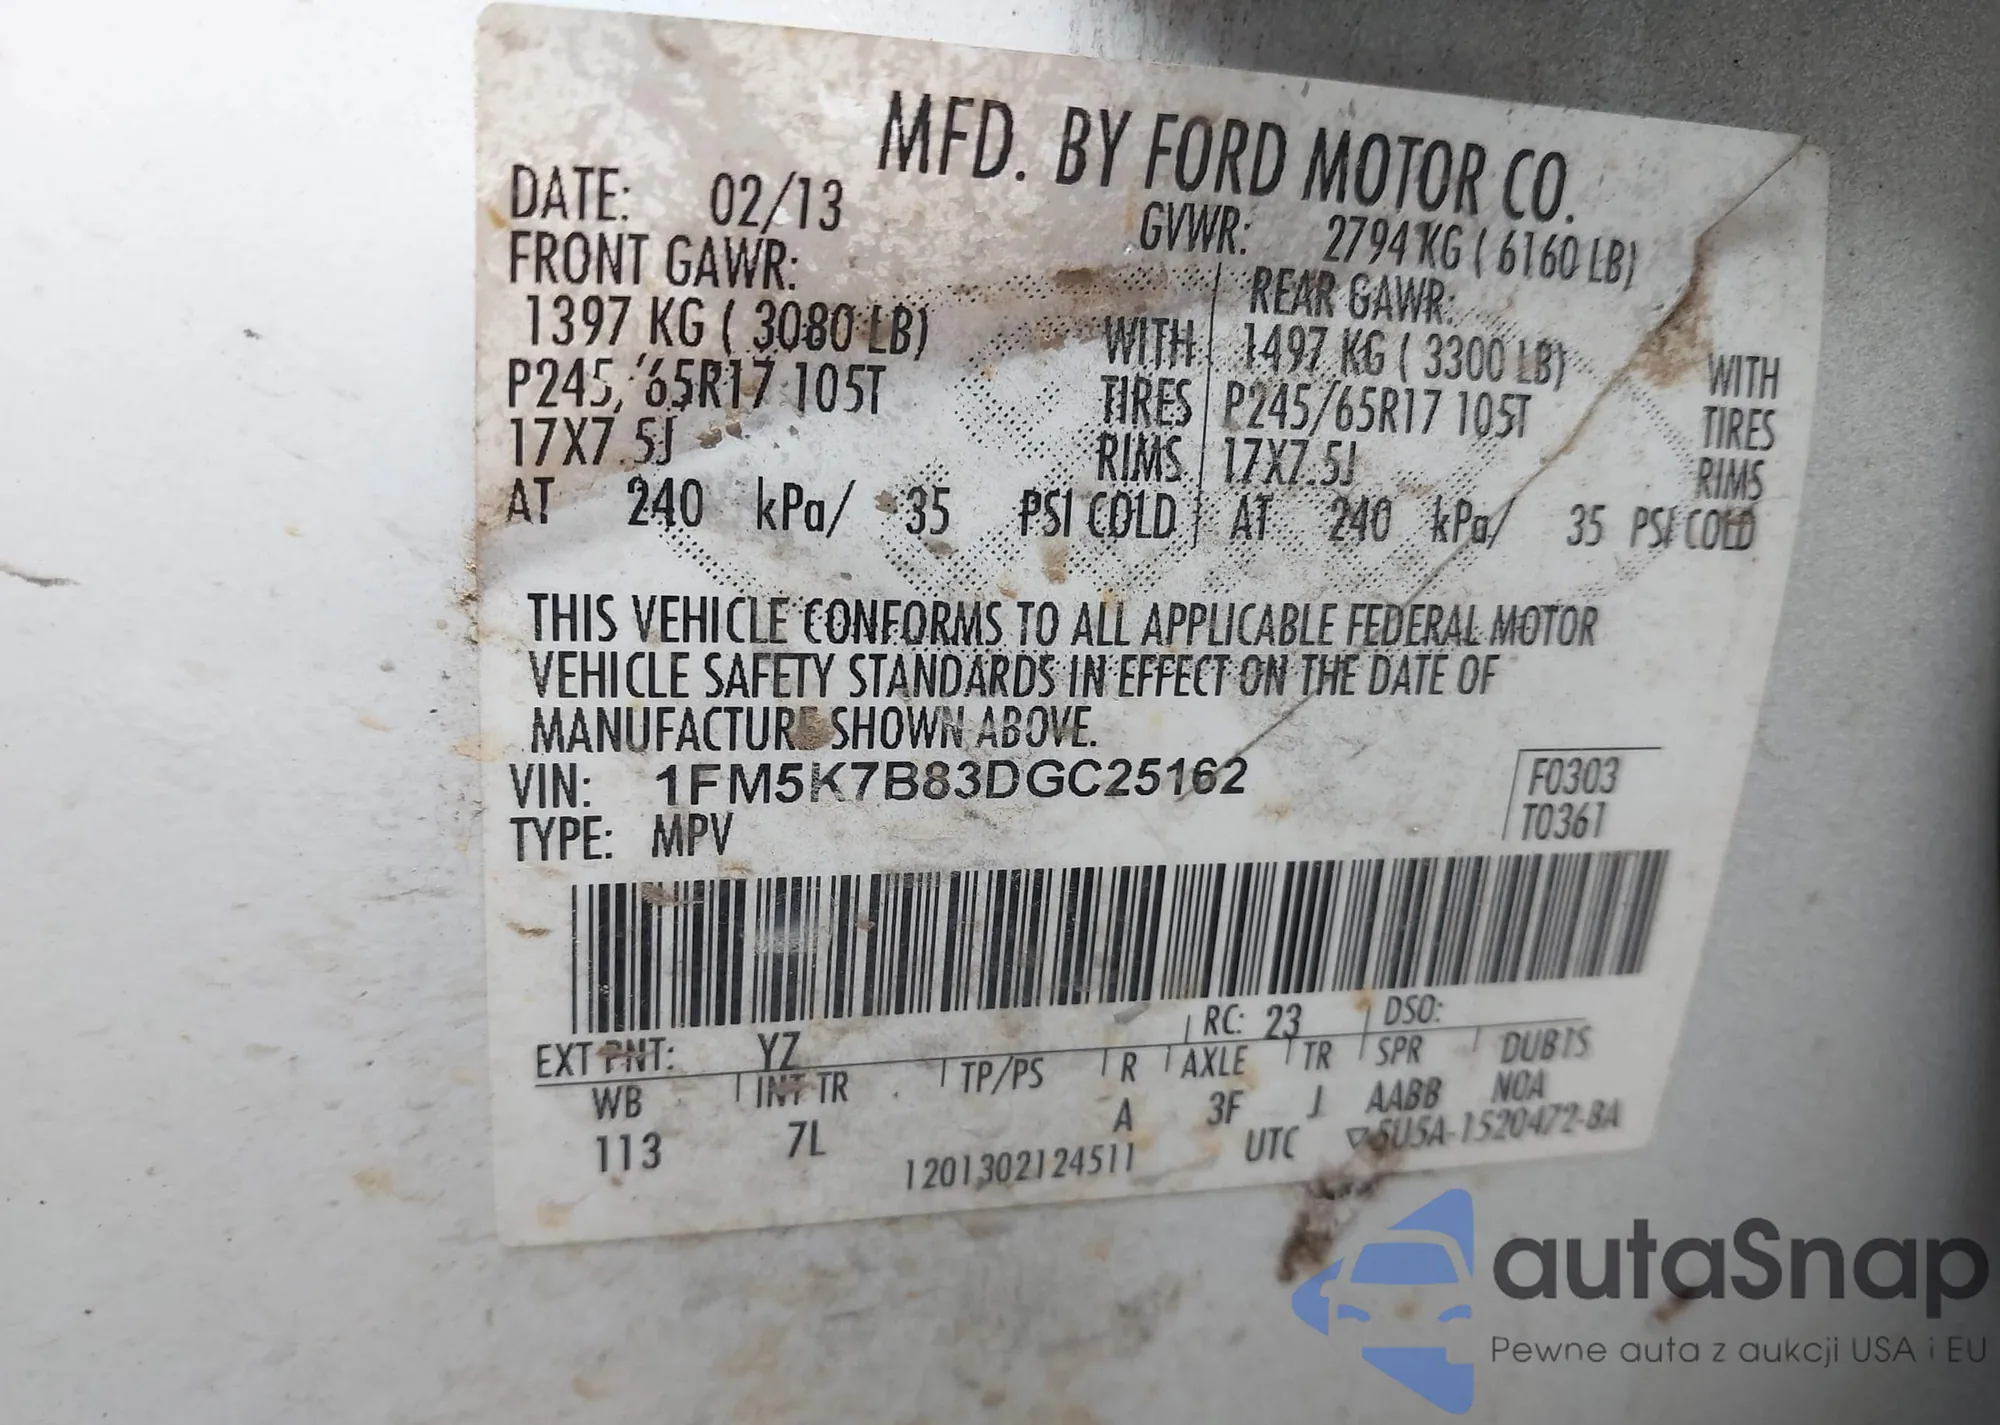 MFD. BY FORD MOTOR CO.
DATE: 02/13 GVWR: 2794 KG ( 6160 LB)
FRONT GAWR: REAR GAWR:
1397 KG ( 3080 LB) WITH 1497 KG ( 3300 LB) WITH
P245/65R17 105T TIRES P245/65R17 105T TIRES
17X7.5J RIMS 17X7.5J RIMS
AT 240 kPa/ 35 PSI COLD AT 240 kPa/ 35 PSI COLD
THIS VEHICLE CONFORMS TO ALL APPLICABLE FEDERAL MOTOR
VEHICLE SAFETY STANDARDS IN EFFECT ON THE DATE OF
MANUFACTURE SHOWN ABOVE.
VIN: 1FM5K7B83DGC25162 F0303
TYPE: MPV T0361
EXT PNT: YZ RC: 23 DSO:
WB INT TR TP/PS R AXLE TR SPR DUBTS
113 7L A 3F J AABB NOA
1201302124511 UTC ▽5U5A-1520472-BA
autaSnap
Pewne auta z aukcji USA i EU